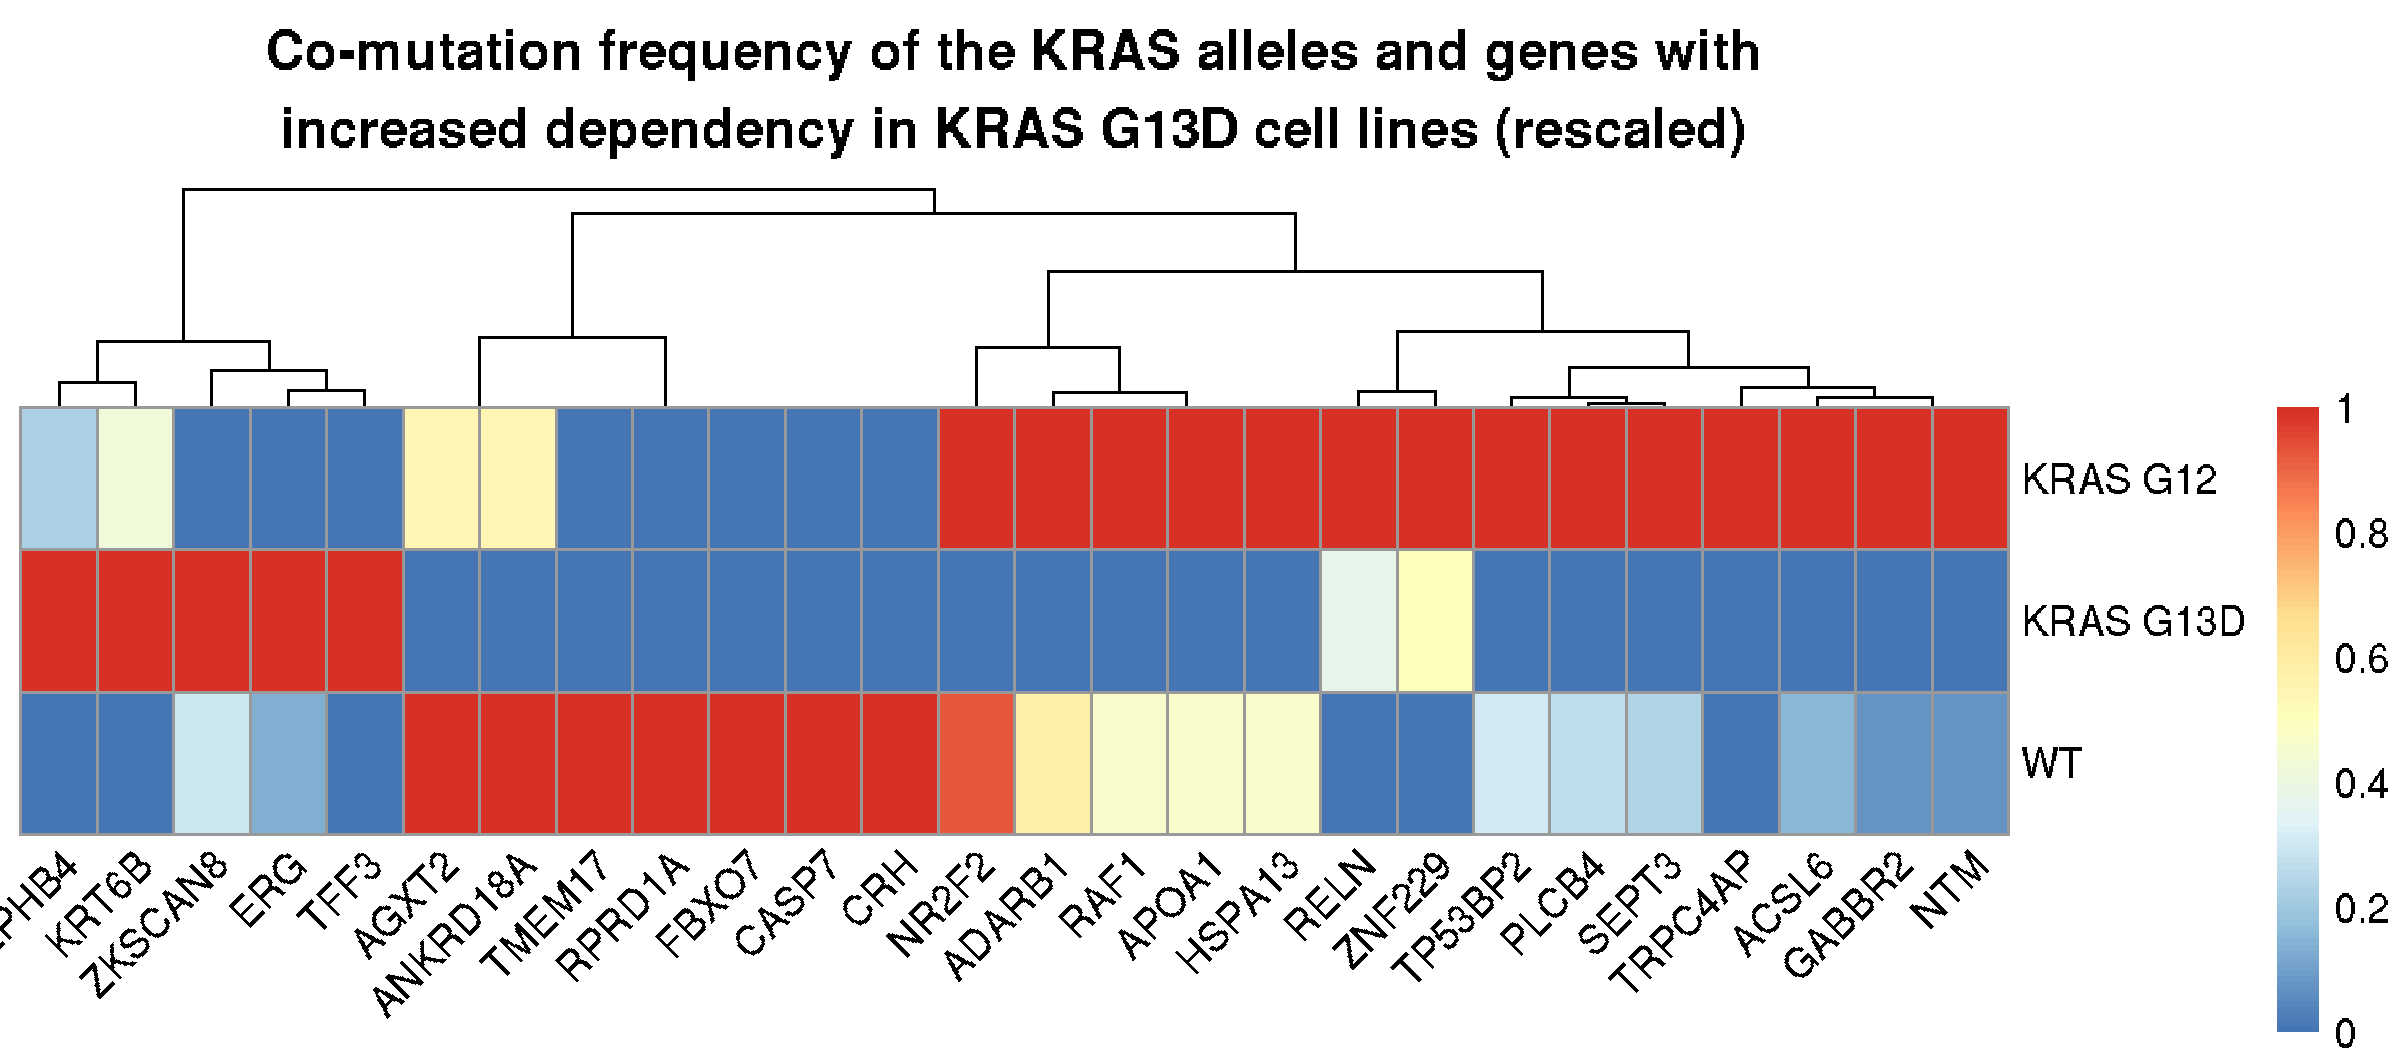 Co-mutation frequency of the KRAS alleles and genes with
increased dependency in KRAS G13D cell lines (rescaled)
KRAS G12
KRAS G13D
WT
1
0.8
0.6
0.4
0.2
0
PHB4
KRT6B
ZKSCAN8
ERG
TFF3
AGXT2
ANKRD18A
TMEM17
RPRD1A
FBXO7
CASP7
CRH
NR2F2
ADARB1
RAF1
APOA1
HSPA13
RELN
ZNF229
TP53BP2
PLCB4
SEPT3
TRPC4AP
ACSL6
GABBR2
NTM